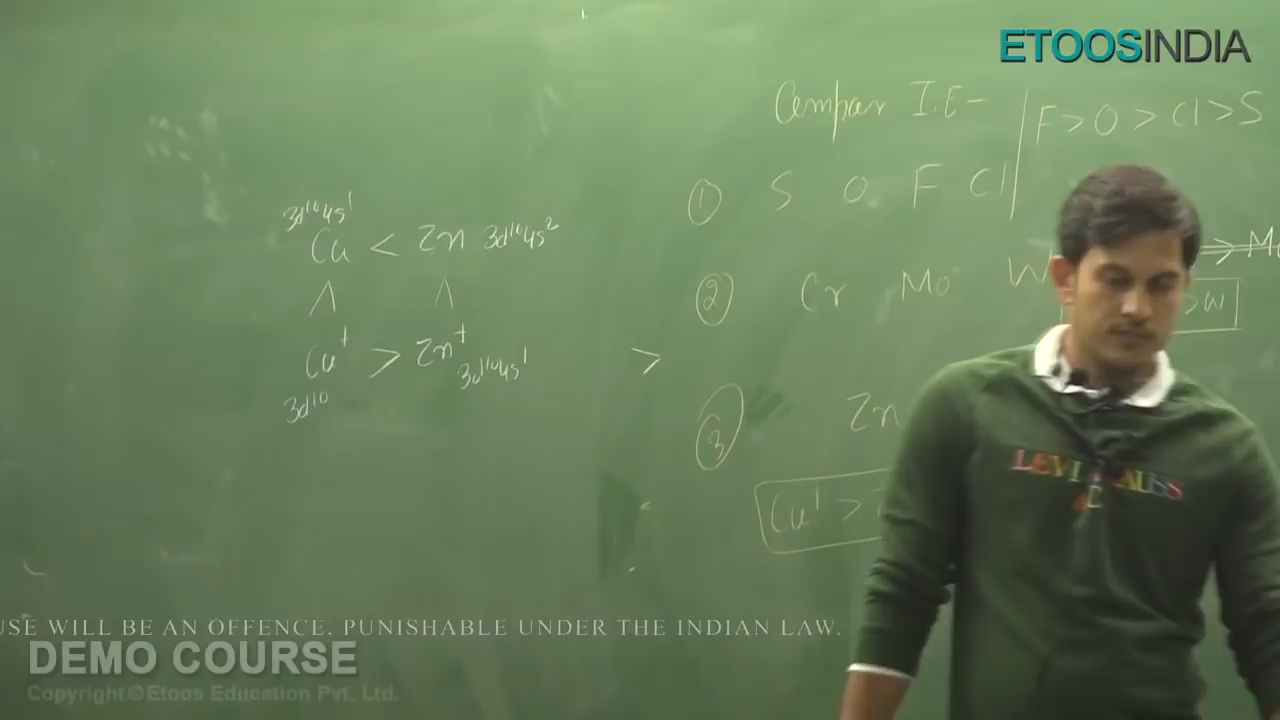 ETOOSINDIA
Compar I.E-
F > O > Cl > S
① S O F Cl
3d¹⁰4s¹
Cu < Zn 3d¹⁰4s²
∧ ∧
Cu⁺ > Zn⁺
3d¹⁰4s¹
3d¹⁰
>
② Cr Mo W
⇒ Mo
> W
③ Zn
Cu⁺ >
USE WILL BE AN OFFENCE. PUNISHABLE UNDER THE INDIAN LAW.
DEMO COURSE
Copyright©Etoos Education Pvt. Ltd.